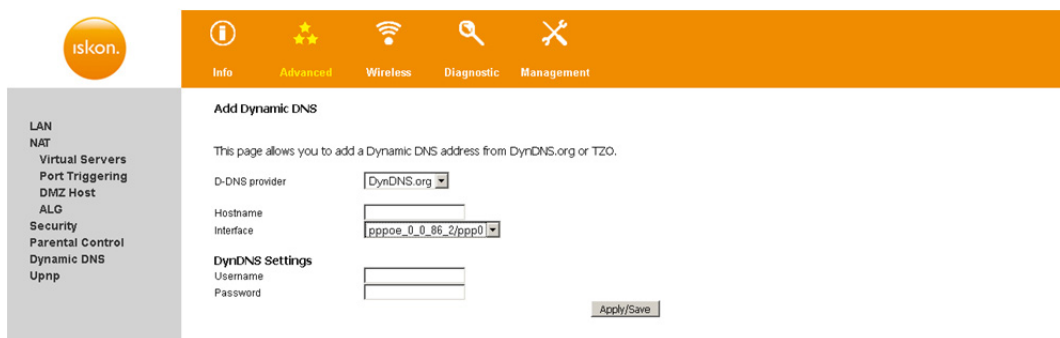 ıskon.
Info Advanced Wireless Diagnostic Management
LAN
NAT
Virtual Servers
Port Triggering
DMZ Host
ALG
Security
Parental Control
Dynamic DNS
Upnp
Add Dynamic DNS
This page allows you to add a Dynamic DNS address from DynDNS.org or TZO.
D-DNS provider DynDNS.org
Hostname
Interface pppoe_0_0_86_2/ppp0
DynDNS Settings
Username
Password
Apply/Save